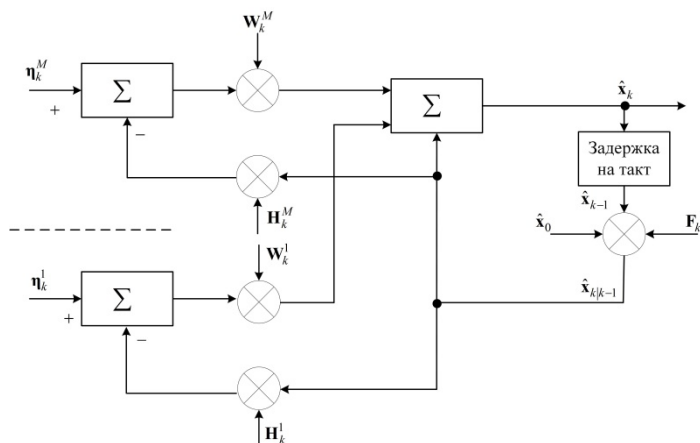 W_k^M
η_k^M
+
Σ
−
Σ
x̂_k
Задержка
на такт
H_k^M
x̂_{k−1}
x̂_0
F_k
W_k^1
η_k^1
+
Σ
−
x̂_{k|k−1}
H_k^1